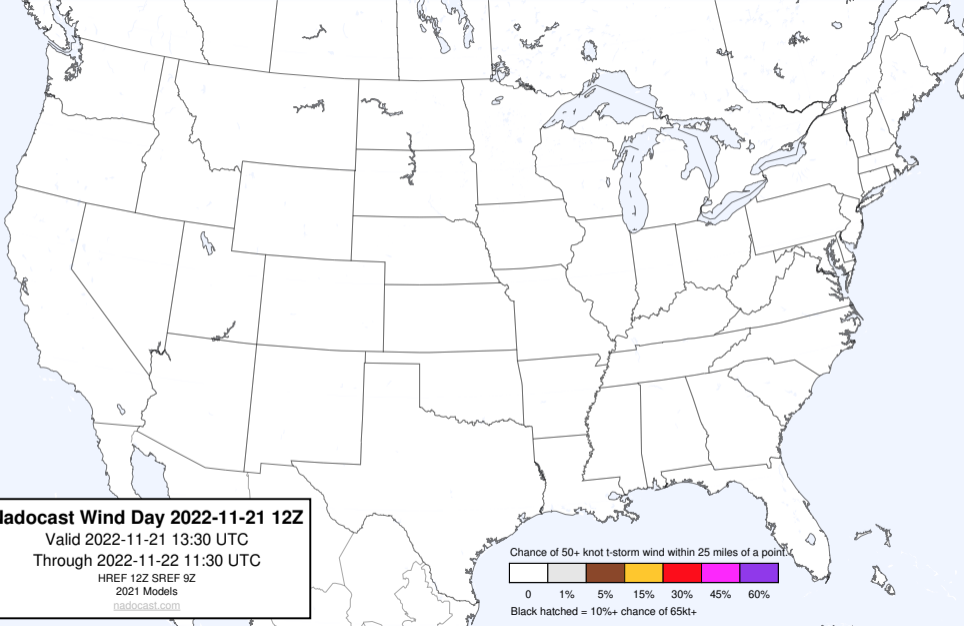 ladocast Wind Day 2022-11-21 12Z
Valid 2022-11-21 13:30 UTC
Through 2022-11-22 11:30 UTC
HREF 12Z SREF 9Z
2021 Models
nadocast.com
Chance of 50+ knot t-storm wind within 25 miles of a point.
0 1% 5% 15% 30% 45% 60%
Black hatched = 10%+ chance of 65kt+